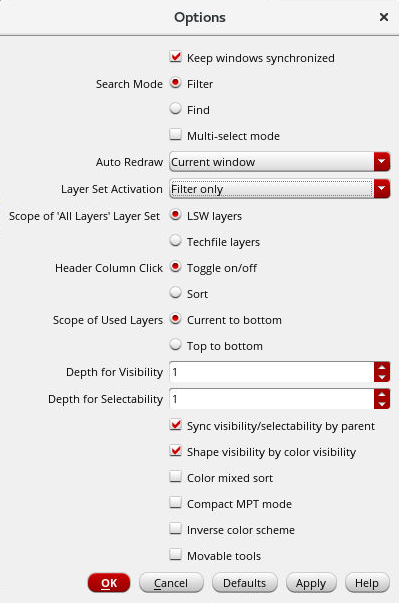 Options
Keep windows synchronized
Search Mode Filter
Find
Multi-select mode
Auto Redraw Current window
Layer Set Activation Filter only
Scope of 'All Layers' Layer Set LSW layers
Techfile layers
Header Column Click Toggle on/off
Sort
Scope of Used Layers Current to bottom
Top to bottom
Depth for Visibility 1
Depth for Selectability 1
Sync visibility/selectability by parent
Shape visibility by color visibility
Color mixed sort
Compact MPT mode
Inverse color scheme
Movable tools
OK Cancel Defaults Apply Help